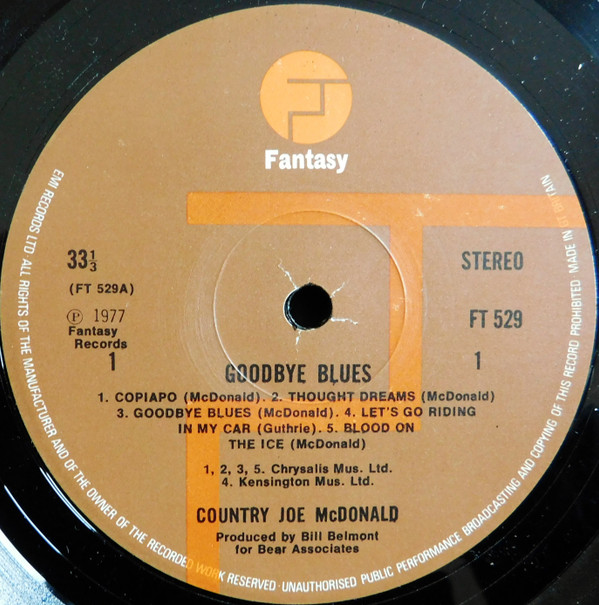 Fantasy
33⅓
STEREO
(FT 529A)
℗ 1977
Fantasy
Records
FT 529
1
1
GOODBYE BLUES
1. COPIAPO (McDonald). 2. THOUGHT DREAMS (McDonald)
3. GOODBYE BLUES (McDonald). 4. LET'S GO RIDING
IN MY CAR (Guthrie). 5. BLOOD ON
THE ICE (McDonald)
1, 2, 3, 5. Chrysalis Mus. Ltd.
4. Kensington Mus. Ltd.
COUNTRY JOE McDONALD
Produced by Bill Belmont
for Bear Associates
EMI RECORDS LTD ALL RIGHTS OF THE MANUFACTURER AND OF THE OWNER OF THE RECORDED WORK RESERVED · UNAUTHORISED PUBLIC PERFORMANCE BROADCASTING AND COPYING OF THIS RECORD PROHIBITED MADE IN GT BRITAIN